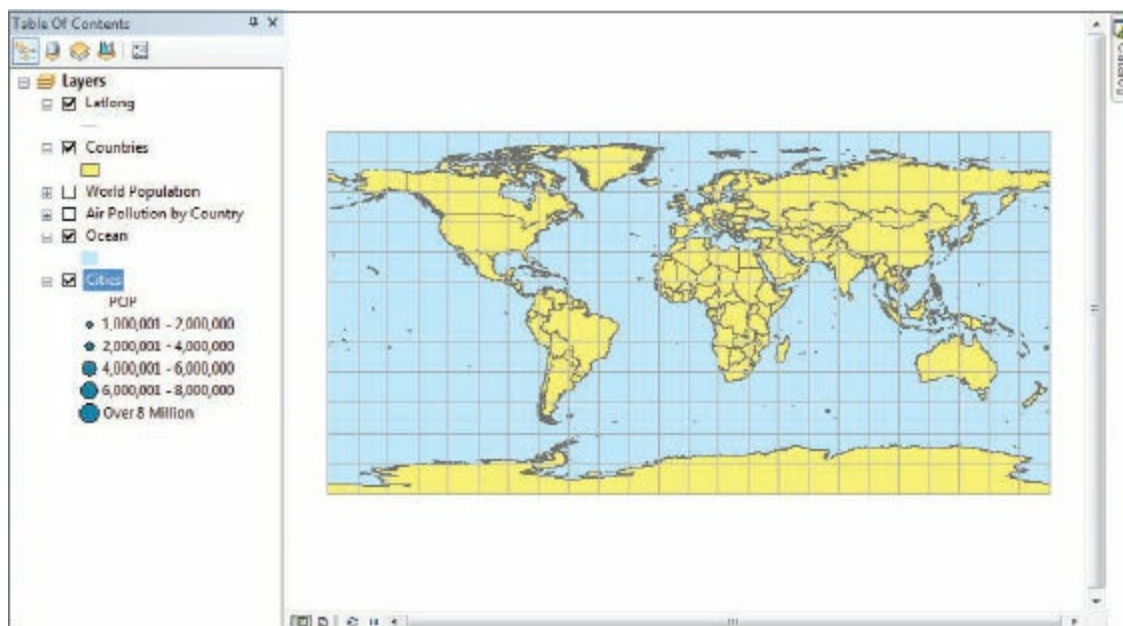 Table Of Contents
Layers
Latlong
Countries
World Population
Air Pollution by Country
Ocean
Cities
POP
1,000,001 - 2,000,000
2,000,001 - 4,000,000
4,000,001 - 6,000,000
6,000,001 - 8,000,000
Over 8 Million
Catalog